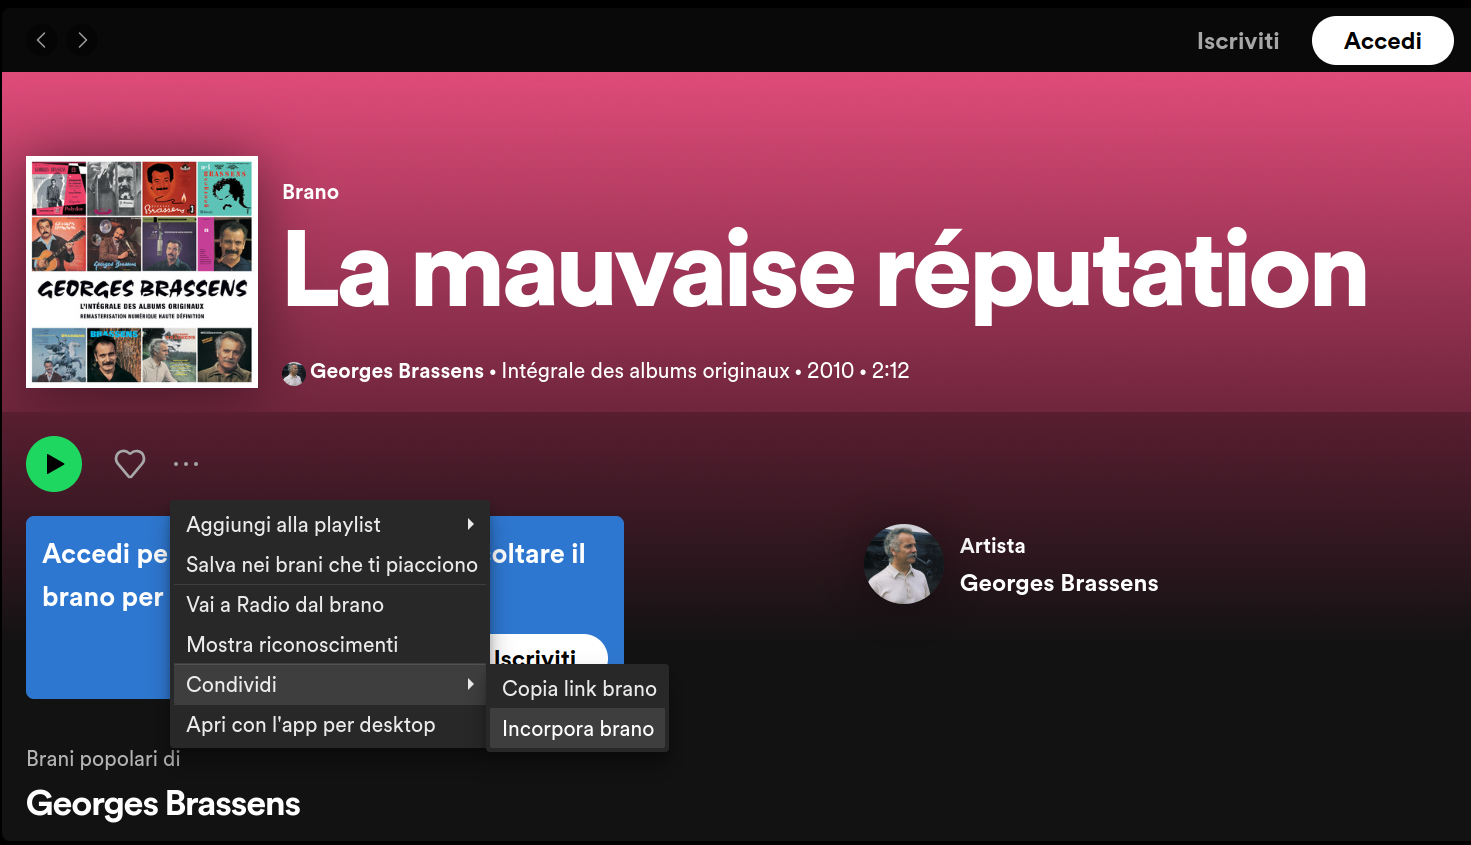 Iscriviti
Accedi
Brano
La mauvaise réputation
GEORGES BRASSENS
L'INTÉGRALE DES ALBUMS ORIGINAUX
REMASTERISATION NUMÉRIQUE HAUTE DÉFINITION
Georges Brassens • Intégrale des albums originaux • 2010 • 2:12
Aggiungi alla playlist
Accedi pe
oltare il
Salva nei brani che ti piacciono
brano per
Vai a Radio dal brano
Mostra riconoscimenti
Iscriviti
Condividi
Copia link brano
Apri con l'app per desktop
Incorpora brano
Artista
Georges Brassens
Brani popolari di
Georges Brassens